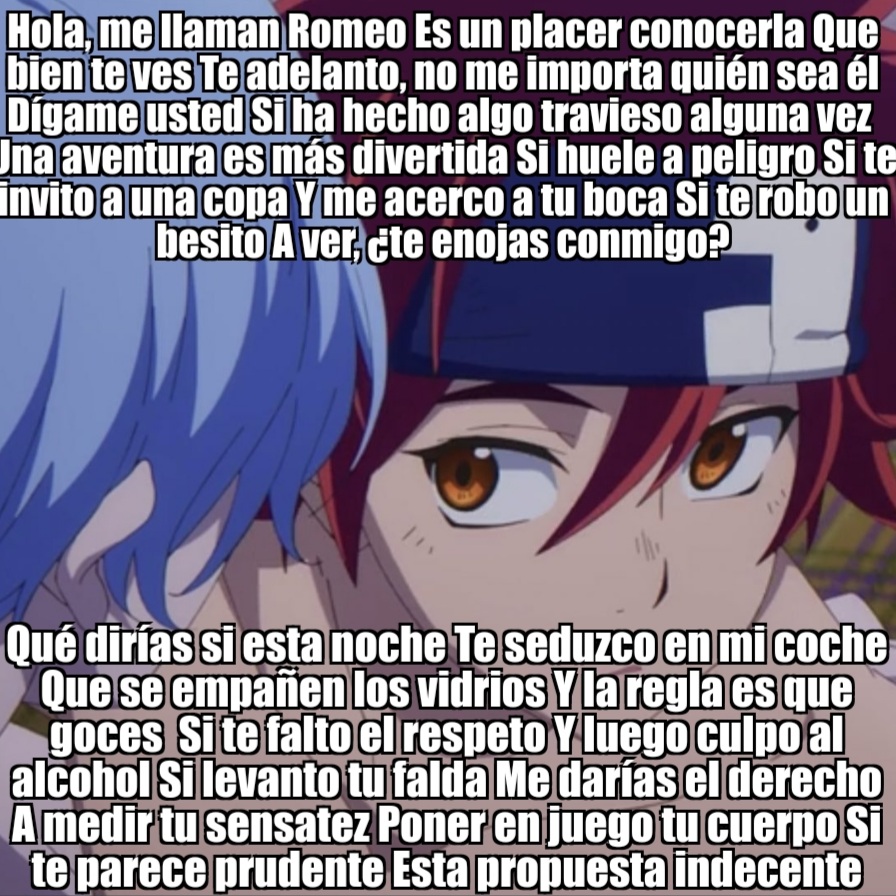 Hola, me llaman Romeo Es un placer conocerla Que
bien te ves Te adelanto, no me importa quién sea él
Dígame usted Si ha hecho algo travieso alguna vez
Una aventura es más divertida Si huele a peligro Si te
invito a una copa Y me acerco a tu boca Si te robo un
besito A ver, ¿te enojas conmigo?
Qué dirías si esta noche Te seduzco en mi coche
Que se empañen los vidrios Y la regla es que
goces Si te falto el respeto Y luego culpo al
alcohol Si levanto tu falda Me darías el derecho
A medir tu sensatez Poner en juego tu cuerpo Si
te parece prudente Esta propuesta indecente